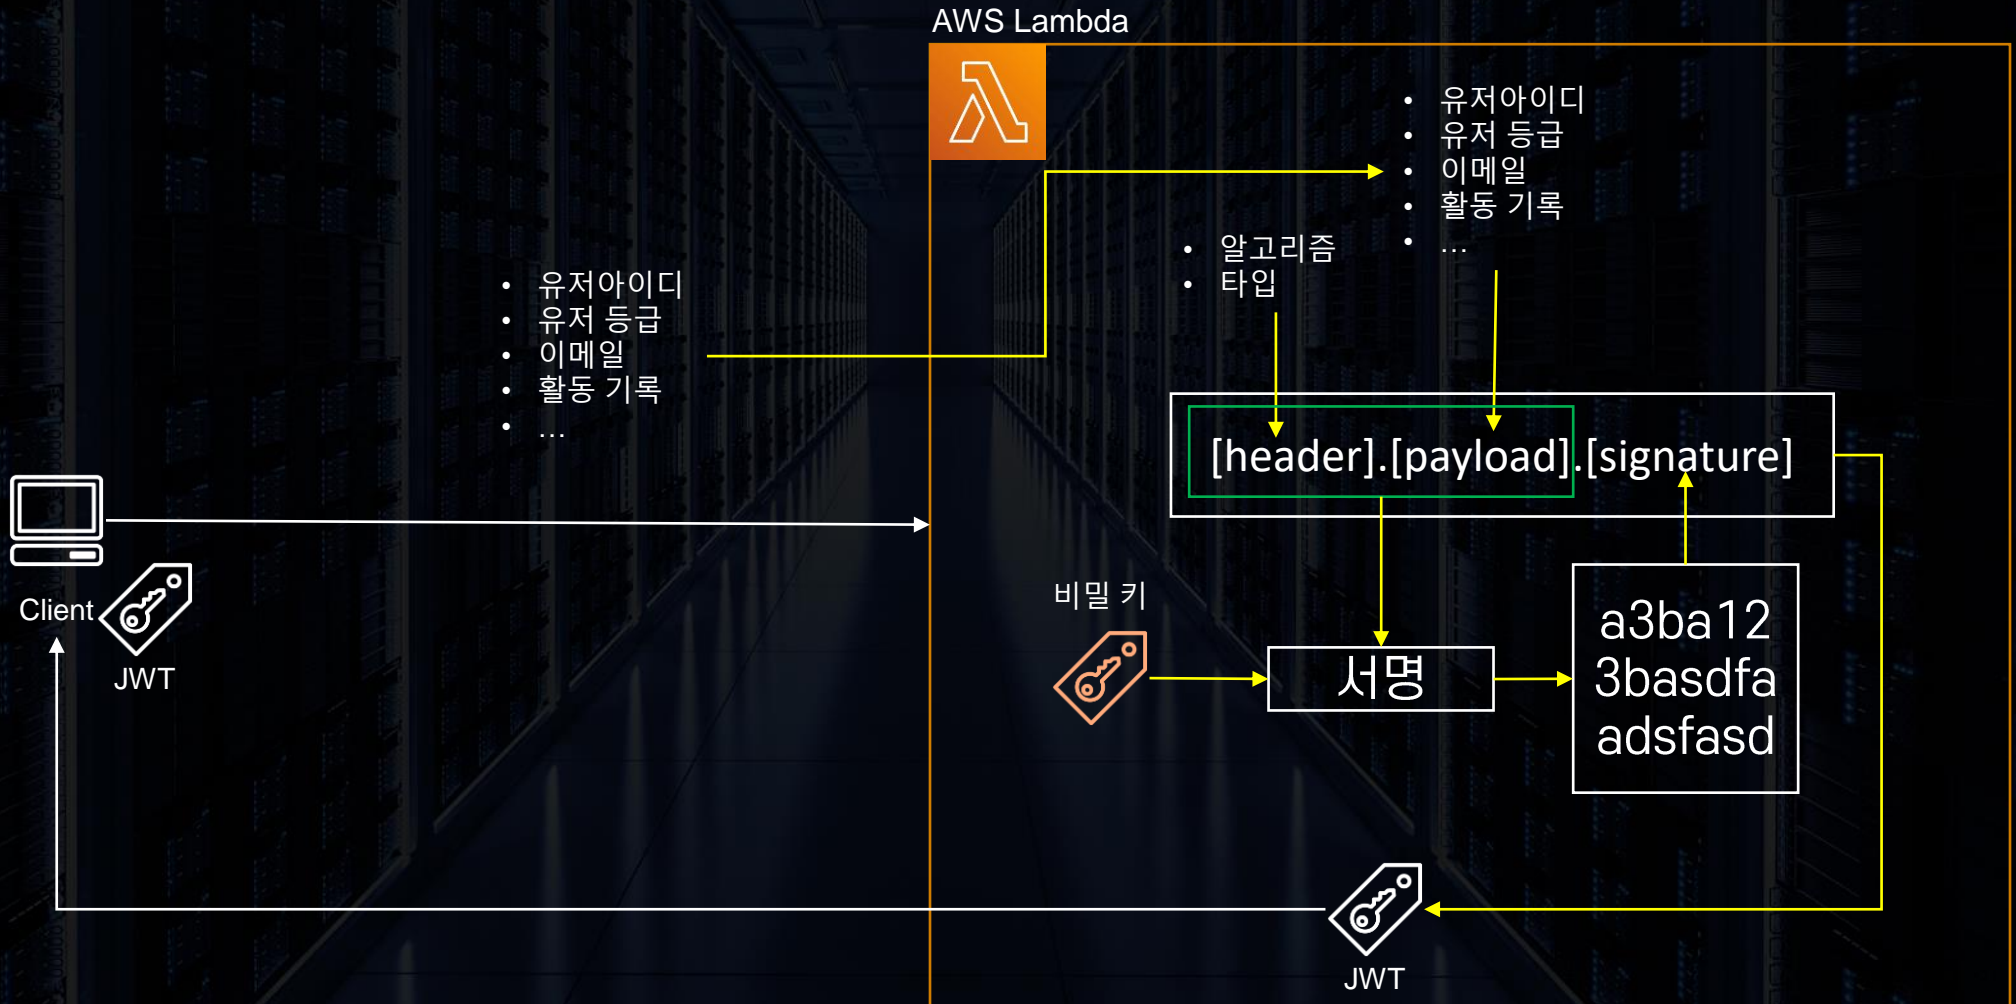 AWS Lambda
• 유저아이디
• 유저 등급
• 이메일
• 활동 기록
• …
• 알고리즘
• 타입
• 유저아이디
• 유저 등급
• 이메일
• 활동 기록
• …
[header].[payload].[signature]
Client
JWT
비밀 키
서명
a3ba12
3basdfa
adsfasd
JWT